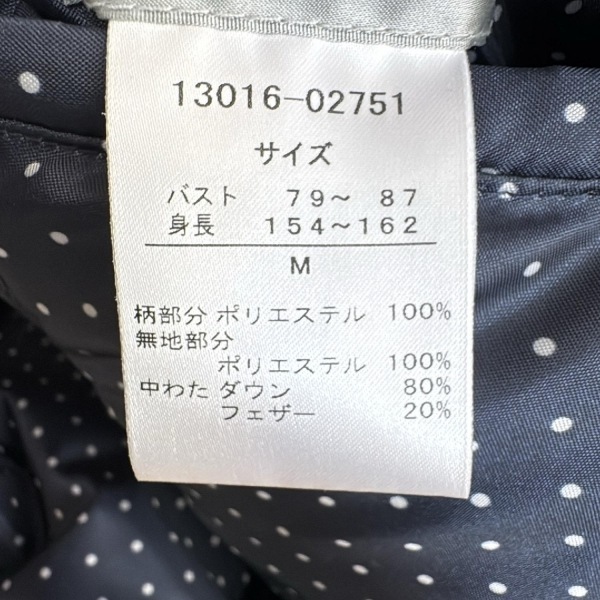 13016-02751
サイズ
バスト 79～ 87
身長 154～162
M
柄部分 ポリエステル 100%
無地部分
ポリエステル 100%
中わた ダウン 80%
フェザー 20%